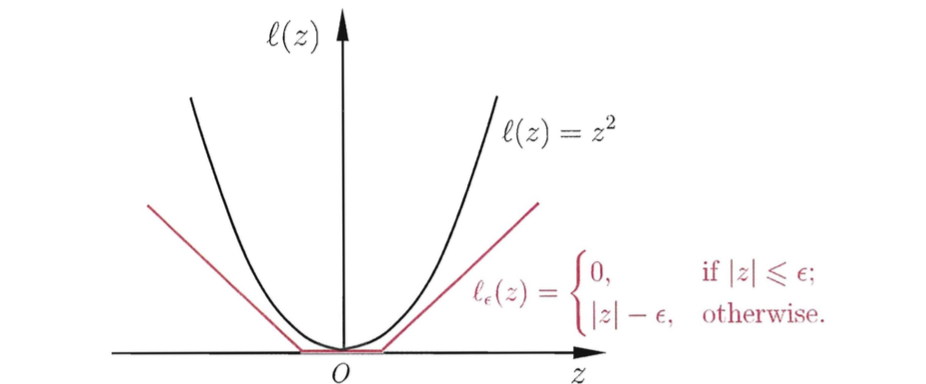 ℓ(z)
ℓ(z) = z²
ℓ_ϵ(z) = { 0, if |z| ⩽ ϵ;
|z| − ϵ, otherwise.
O
z